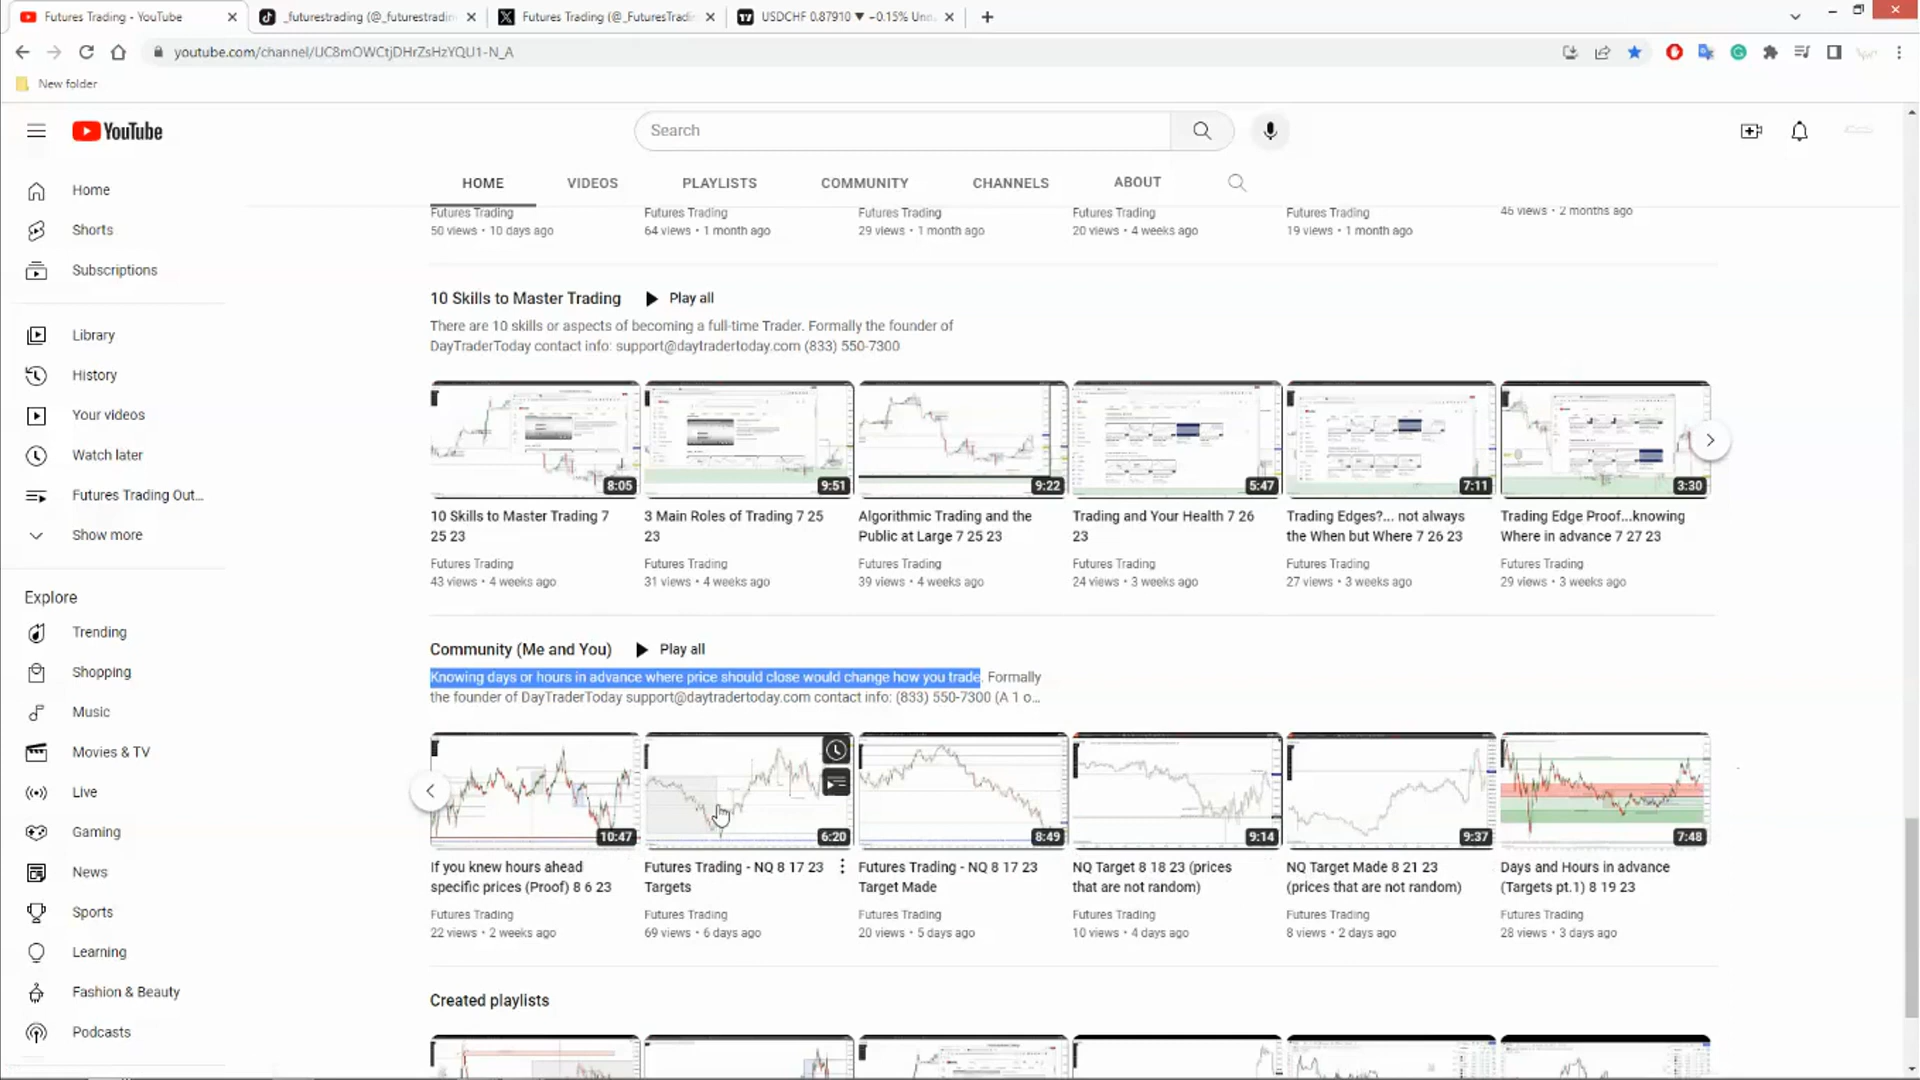 Futures Trading - YouTube
_futurestrading (@_futurestradin
Futures Trading (@_FuturesTradi
USDCHF 0.87910 ▼ −0.15% Unn
youtube.com/channel/UC8mOWCtjDHrZsHzYQU1-N_A
New folder
YouTube
Search
HOME
VIDEOS
PLAYLISTS
COMMUNITY
CHANNELS
ABOUT
Home
Shorts
Subscriptions
Library
History
Your videos
Watch later
Futures Trading Out...
Show more
Explore
Trending
Shopping
Music
Movies & TV
Live
Gaming
News
Sports
Learning
Fashion & Beauty
Podcasts
Futures Trading
50 views • 10 days ago
Futures Trading
64 views • 1 month ago
Futures Trading
29 views • 1 month ago
Futures Trading
20 views • 4 weeks ago
Futures Trading
19 views • 1 month ago
46 views • 2 months ago
10 Skills to Master Trading
Play all
There are 10 skills or aspects of becoming a full-time Trader. Formally the founder of
DayTraderToday contact info: support@daytradertoday.com (833) 550-7300
8:05
9:51
9:22
5:47
7:11
3:30
10 Skills to Master Trading 7
25 23
Futures Trading
43 views • 4 weeks ago
3 Main Roles of Trading 7 25
23
Futures Trading
31 views • 4 weeks ago
Algorithmic Trading and the
Public at Large 7 25 23
Futures Trading
39 views • 4 weeks ago
Trading and Your Health 7 26
23
Futures Trading
24 views • 3 weeks ago
Trading Edges?... not always
the When but Where 7 26 23
Futures Trading
27 views • 3 weeks ago
Trading Edge Proof...knowing
Where in advance 7 27 23
Futures Trading
29 views • 3 weeks ago
Community (Me and You)
Play all
Knowing days or hours in advance where price should close would change how you trade. Formally
the founder of DayTraderToday support@daytradertoday.com contact info: (833) 550-7300 (A 1 o...
10:47
6:20
8:49
9:14
9:37
7:48
If you knew hours ahead
specific prices (Proof) 8 6 23
Futures Trading
22 views • 2 weeks ago
Futures Trading - NQ 8 17 23
Targets
Futures Trading
69 views • 6 days ago
Futures Trading - NQ 8 17 23
Target Made
Futures Trading
20 views • 5 days ago
NQ Target 8 18 23 (prices
that are not random)
Futures Trading
10 views • 4 days ago
NQ Target Made 8 21 23
(prices that are not random)
Futures Trading
8 views • 2 days ago
Days and Hours in advance
(Targets pt.1) 8 19 23
Futures Trading
28 views • 3 days ago
Created playlists